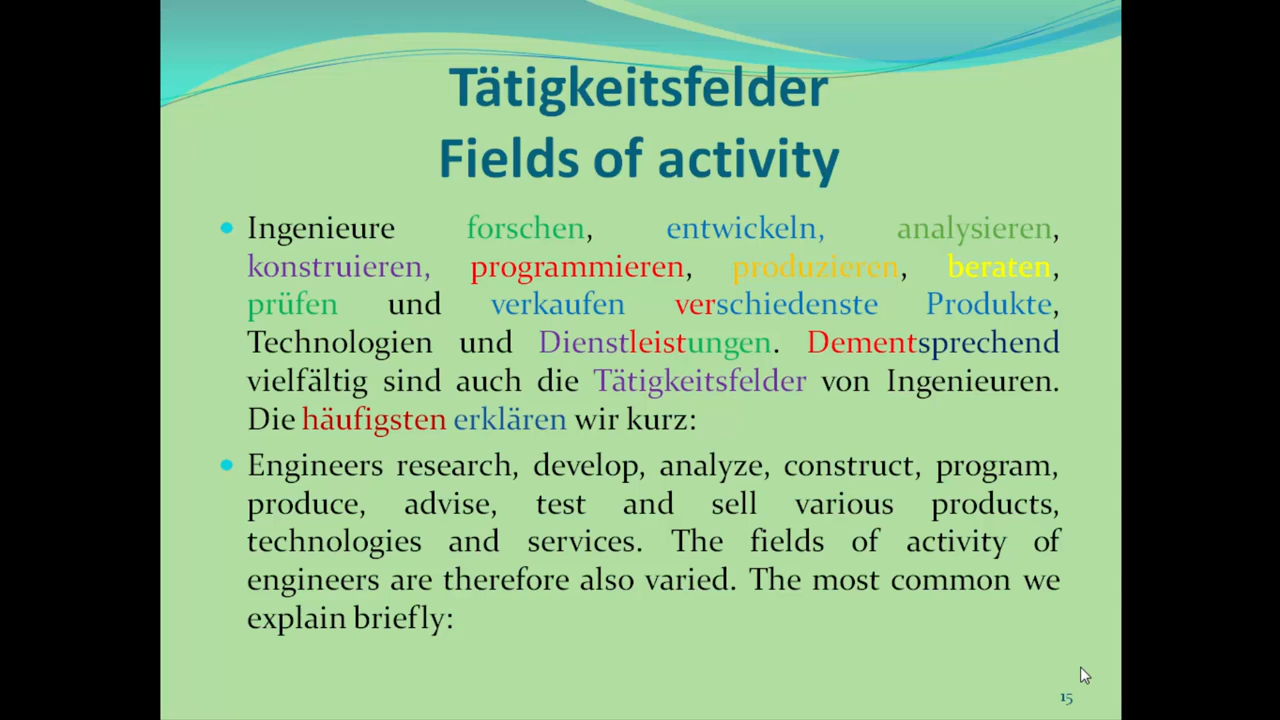 Tätigkeitsfelder
Fields of activity
• Ingenieure forschen, entwickeln, analysieren,
konstruieren, programmieren, produzieren, beraten,
prüfen und verkaufen verschiedenste Produkte,
Technologien und Dienstleistungen. Dementsprechend
vielfältig sind auch die Tätigkeitsfelder von Ingenieuren.
Die häufigsten erklären wir kurz:
• Engineers research, develop, analyze, construct, program,
produce, advise, test and sell various products,
technologies and services. The fields of activity of
engineers are therefore also varied. The most common we
explain briefly:
15